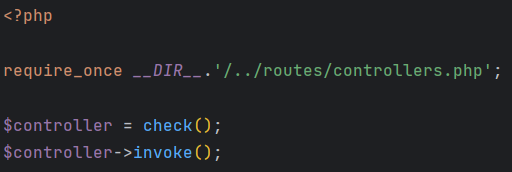 <?php
require_once __DIR__.'/../routes/controllers.php';
$controller = check();
$controller->invoke();